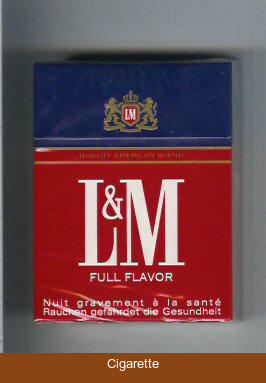 LM
QUALITY AMERICAN BLEND
L&M
FULL FLAVOR
Nuit gravement à la santé
Rauchen gefährdet die Gesundheit
Cigarette